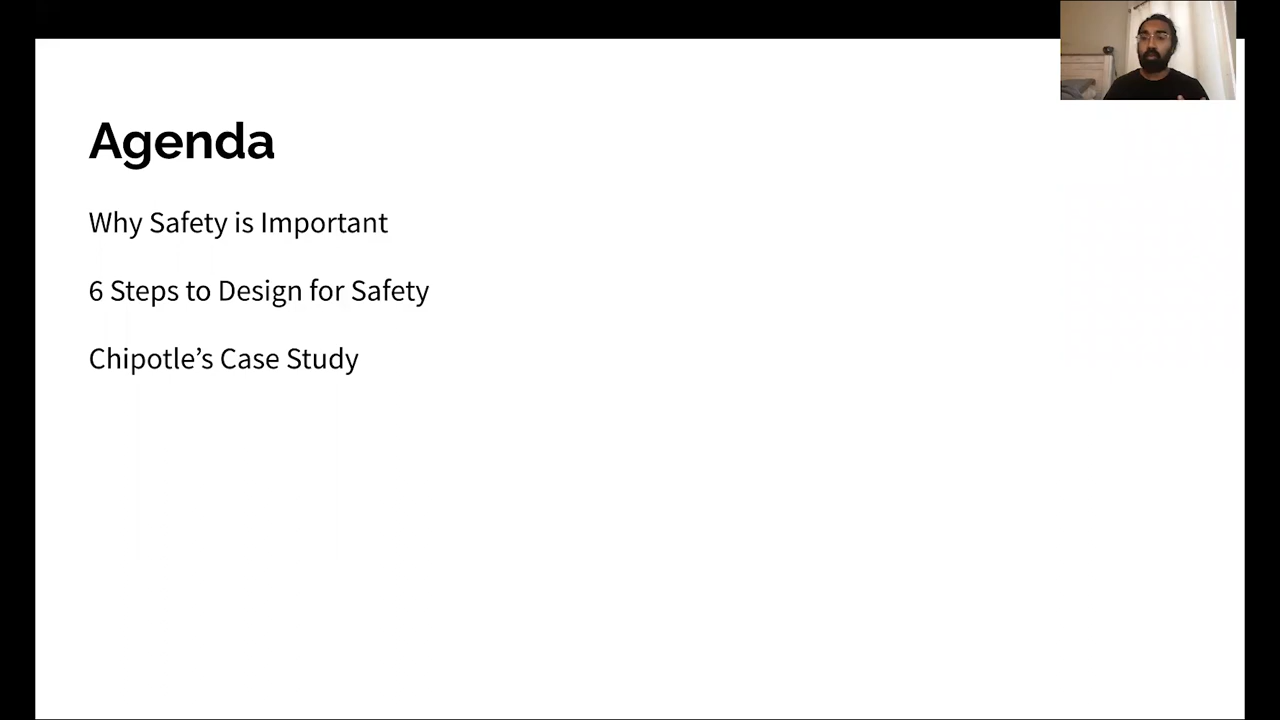 Agenda
Why Safety is Important
6 Steps to Design for Safety
Chipotle’s Case Study